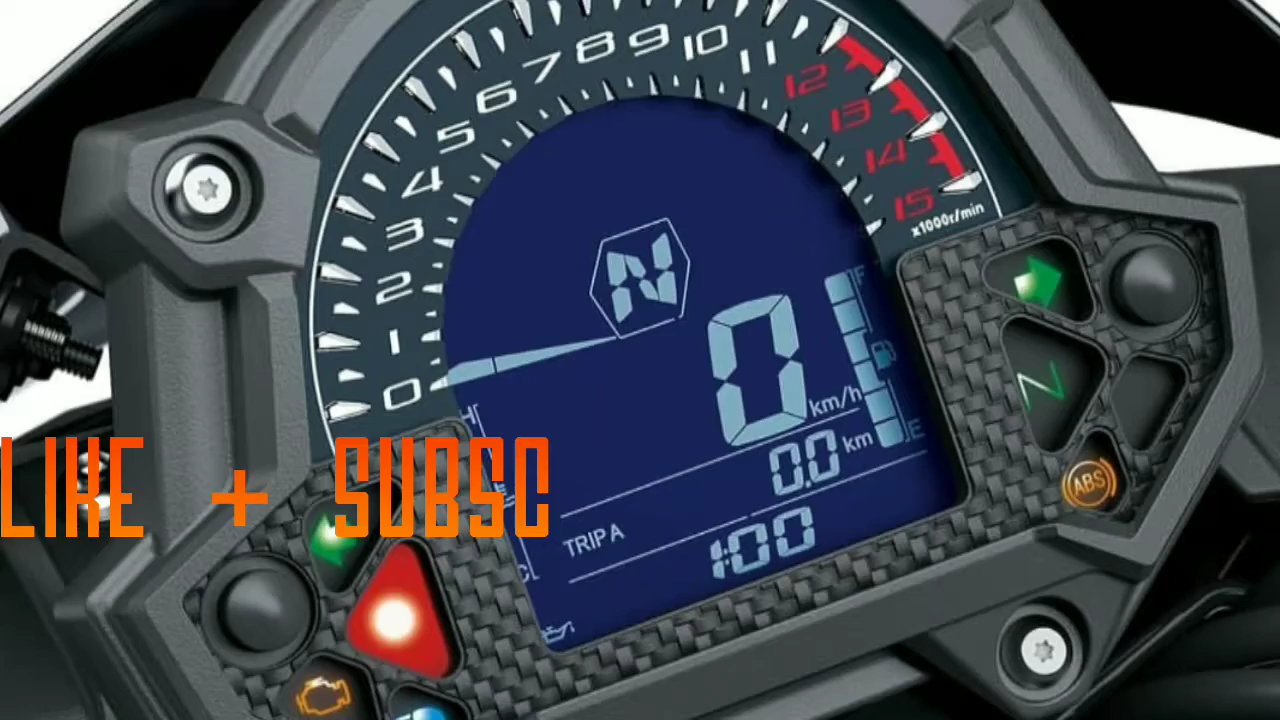 0 1 2 3 4 5 6 7 8 9 10 11 12 13 14 15
x1000r/min
N
F
0 km/h
H
E
0.0 km
TRIP A
1:00
C
N
ABS
LIKE + SUBSC